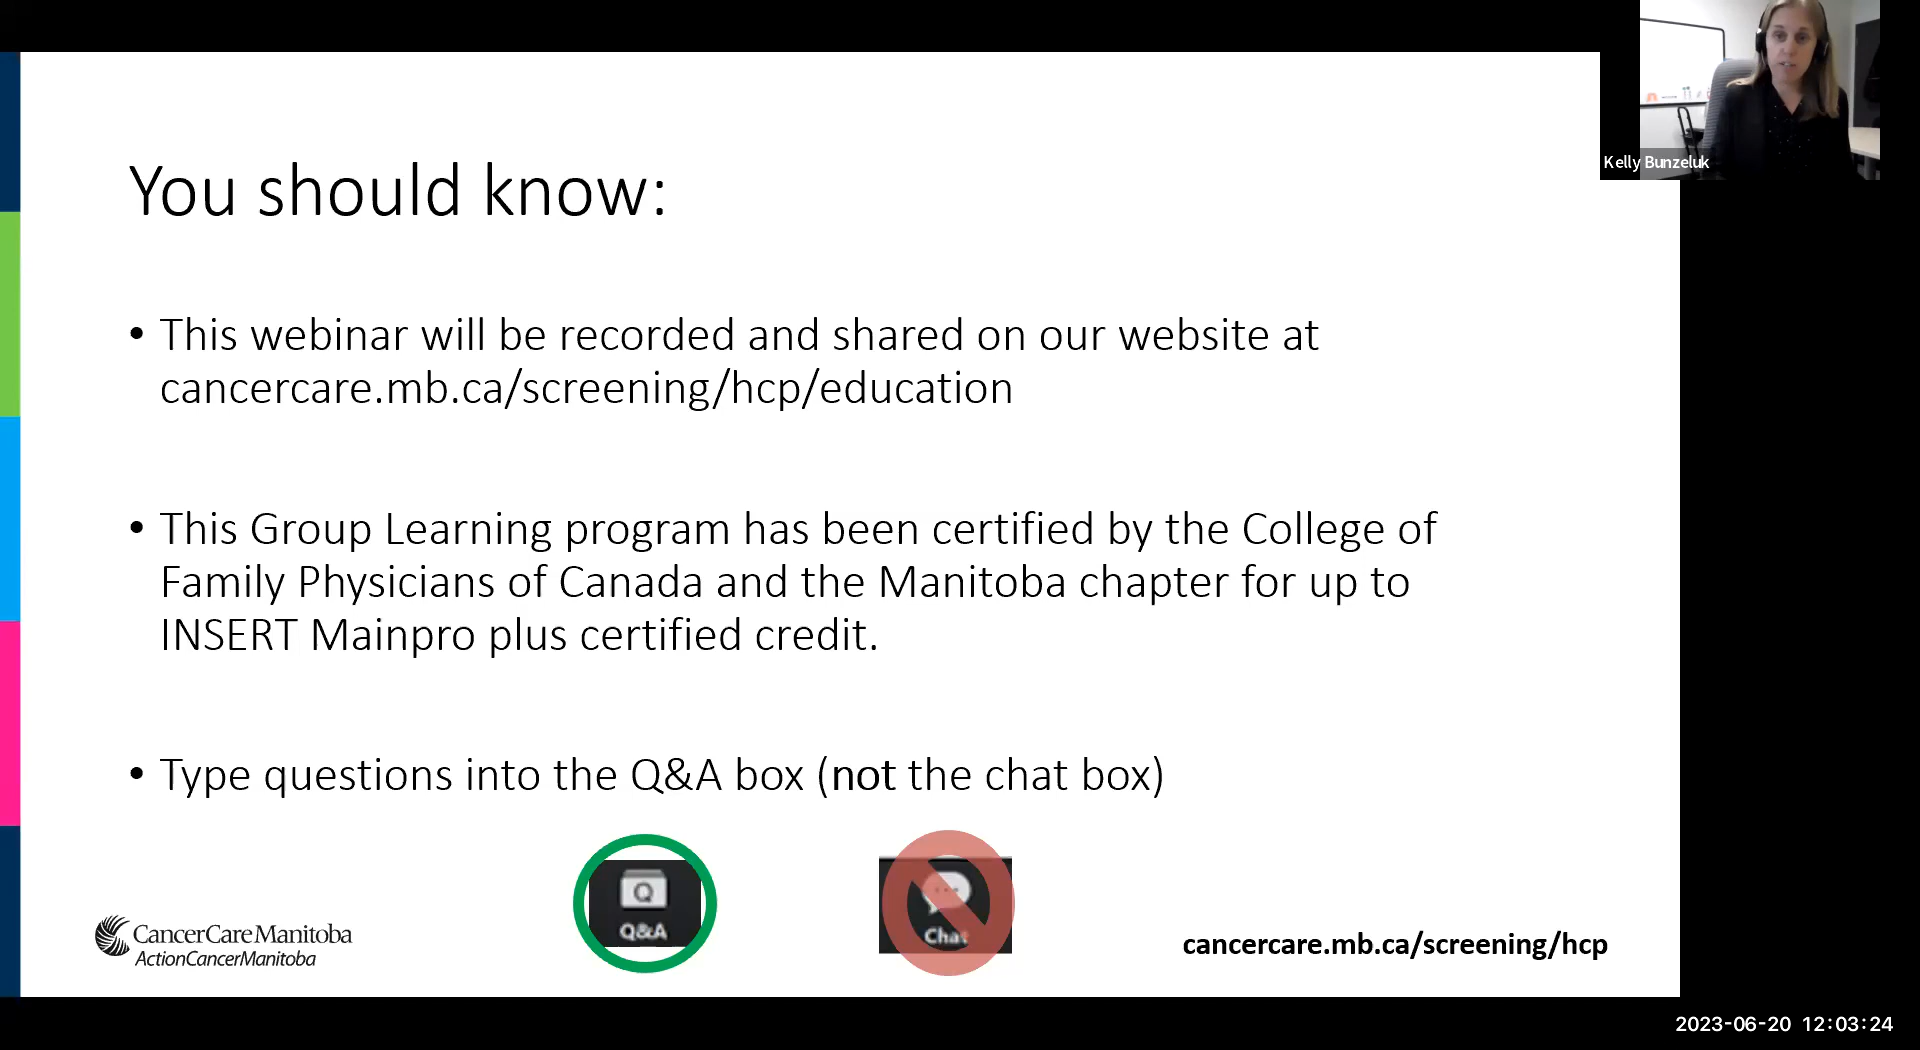 Kelly Bunzeluk
You should know:
• This webinar will be recorded and shared on our website at
cancercare.mb.ca/screening/hcp/education
• This Group Learning program has been certified by the College of
Family Physicians of Canada and the Manitoba chapter for up to
INSERT Mainpro plus certified credit.
• Type questions into the Q&A box (not the chat box)
Q
Q&A
Chat
CancerCareManitoba
ActionCancerManitoba
cancercare.mb.ca/screening/hcp
2023-06-20 12:03:24